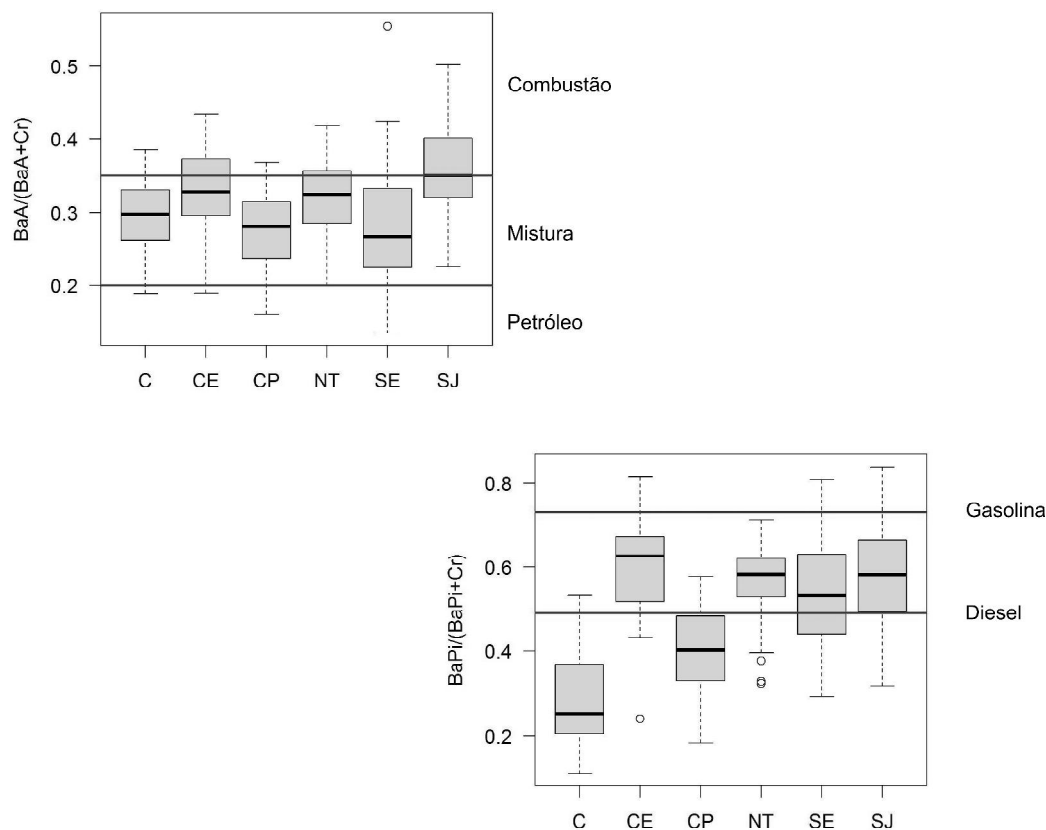 BaA/(BaA+Cr)
0.5
0.4
0.3
0.2
Combustão
Mistura
Petróleo
C CE CP NT SE SJ
BaPi/(BaPi+Cr)
0.8
0.6
0.4
0.2
Gasolina
Diesel
C CE CP NT SE SJ